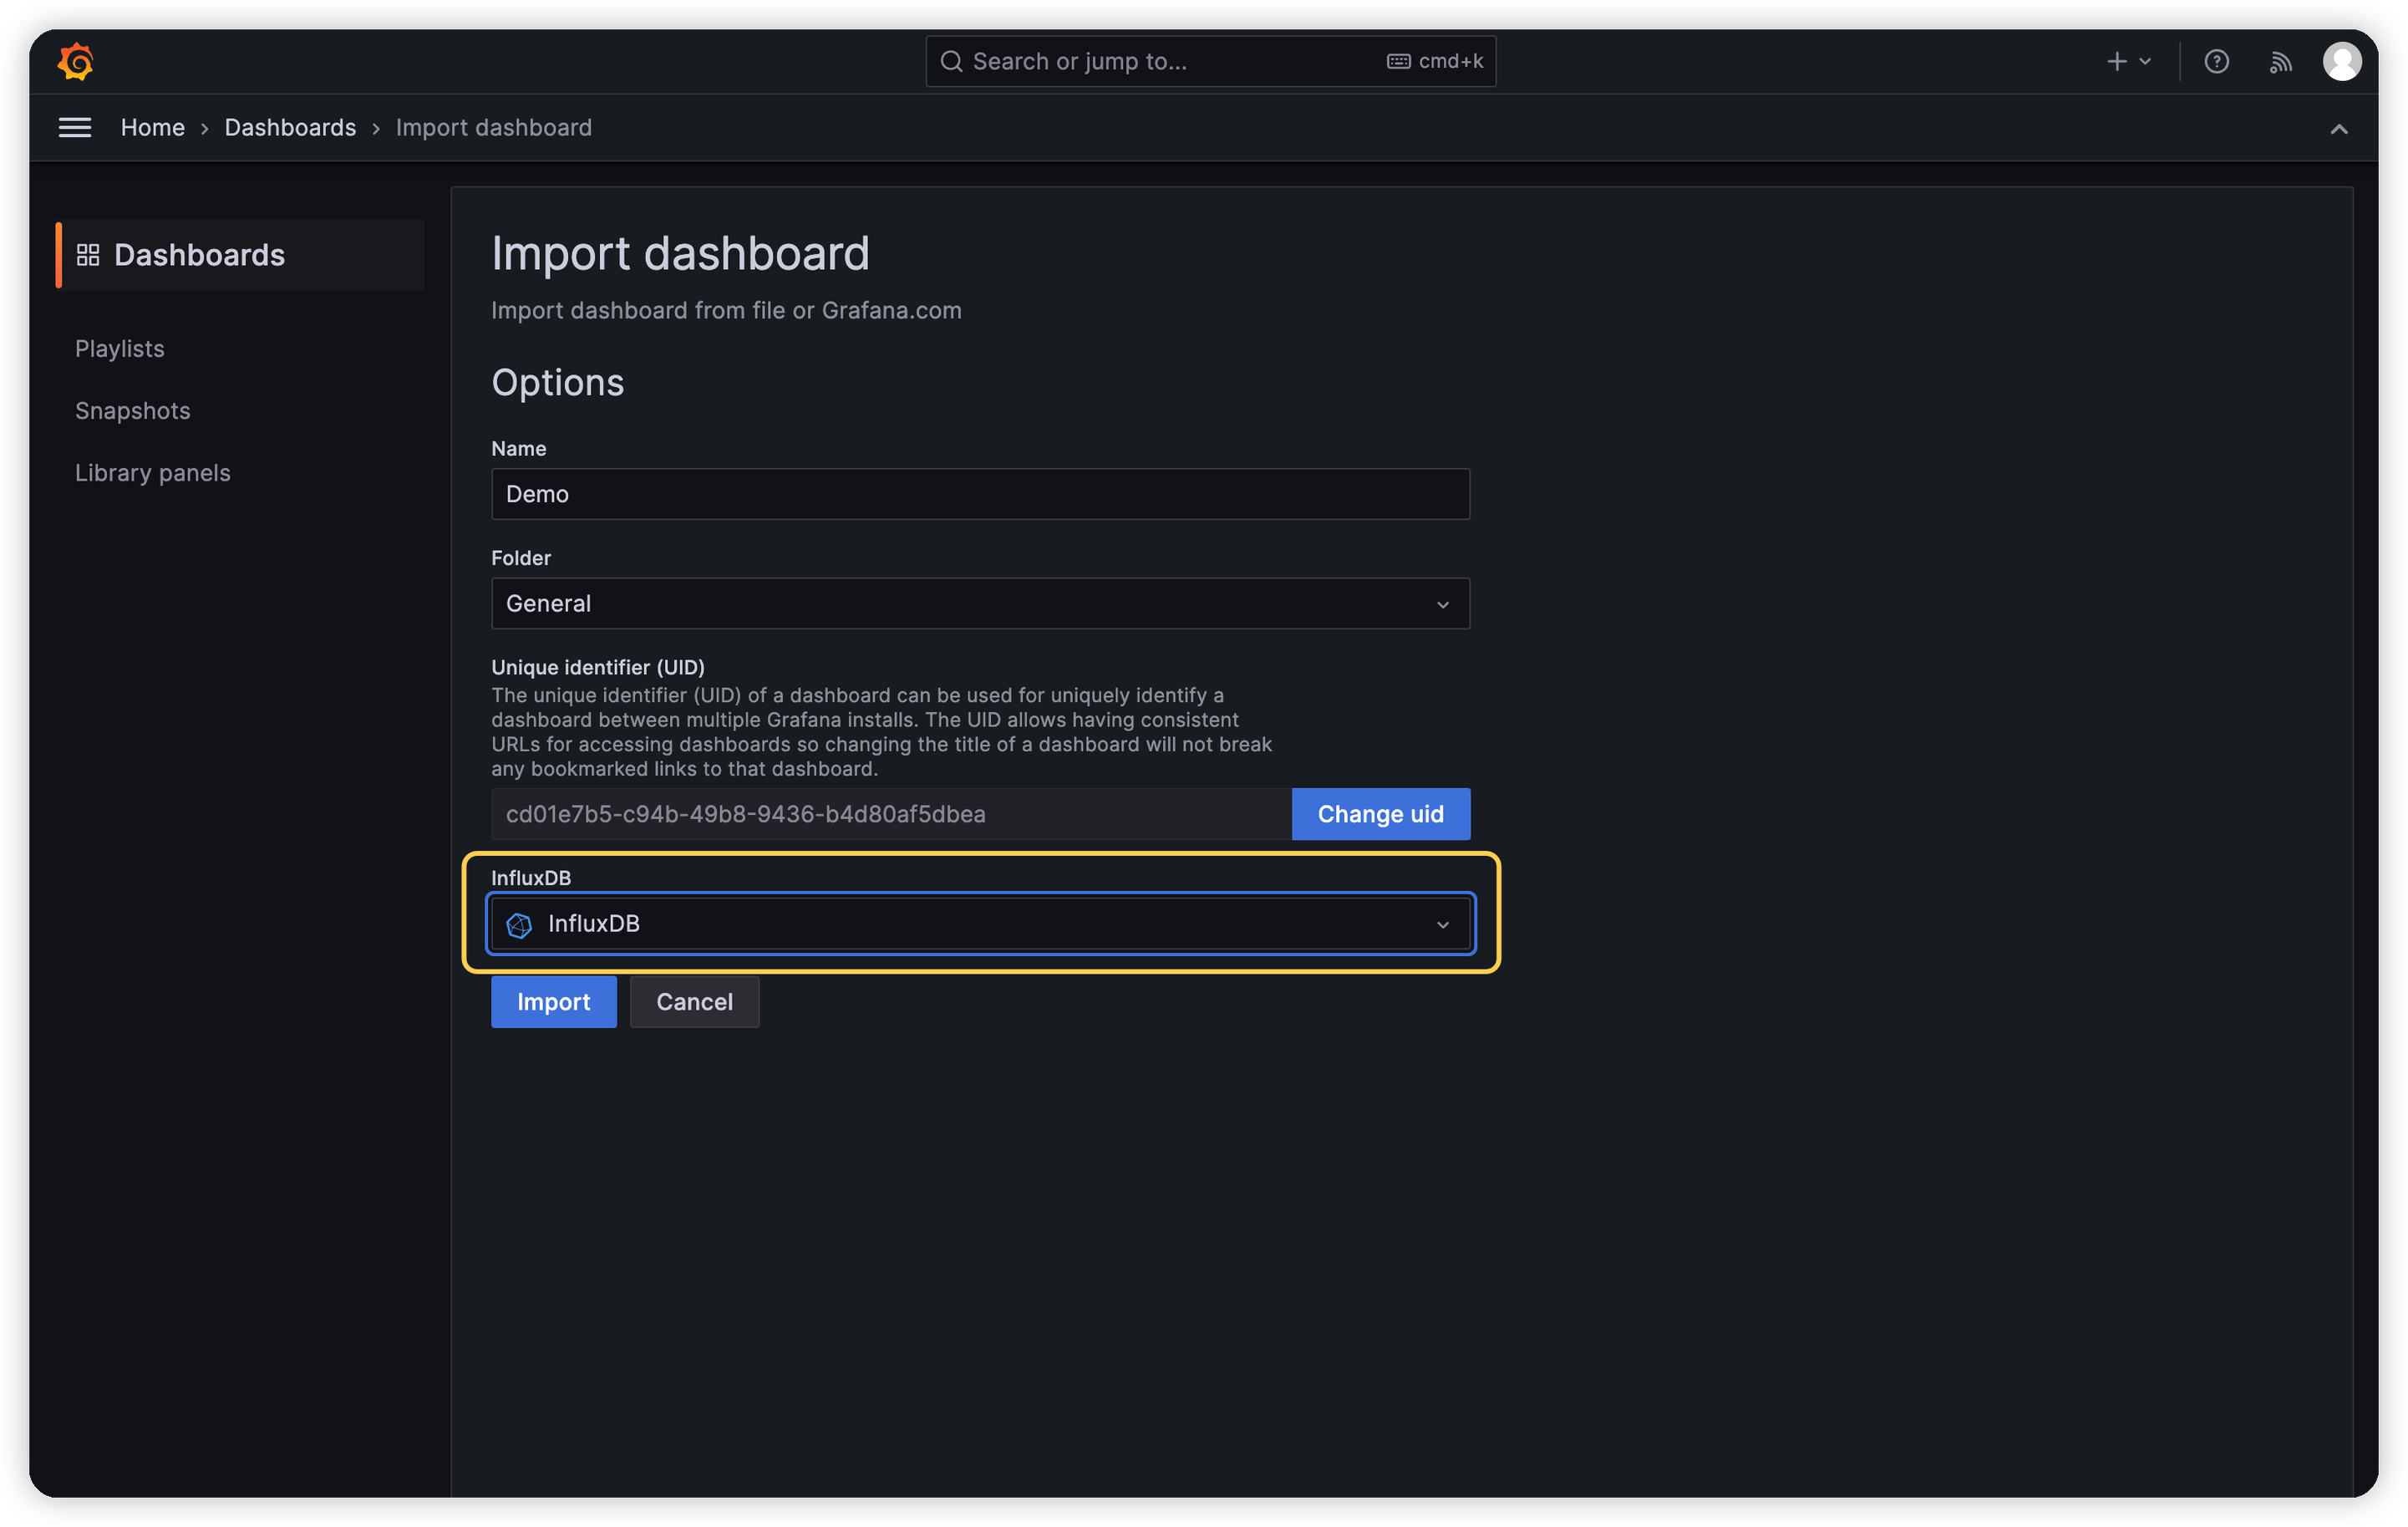 Search or jump to...
cmd+k
Home
Dashboards
Import dashboard
Dashboards
Playlists
Snapshots
Library panels
Import dashboard
Import dashboard from file or Grafana.com
Options
Name
Demo
Folder
General
Unique identifier (UID)
The unique identifier (UID) of a dashboard can be used for uniquely identify a
dashboard between multiple Grafana installs. The UID allows having consistent
URLs for accessing dashboards so changing the title of a dashboard will not break
any bookmarked links to that dashboard.
cd01e7b5-c94b-49b8-9436-b4d80af5dbea
Change uid
InfluxDB
InfluxDB
Import
Cancel